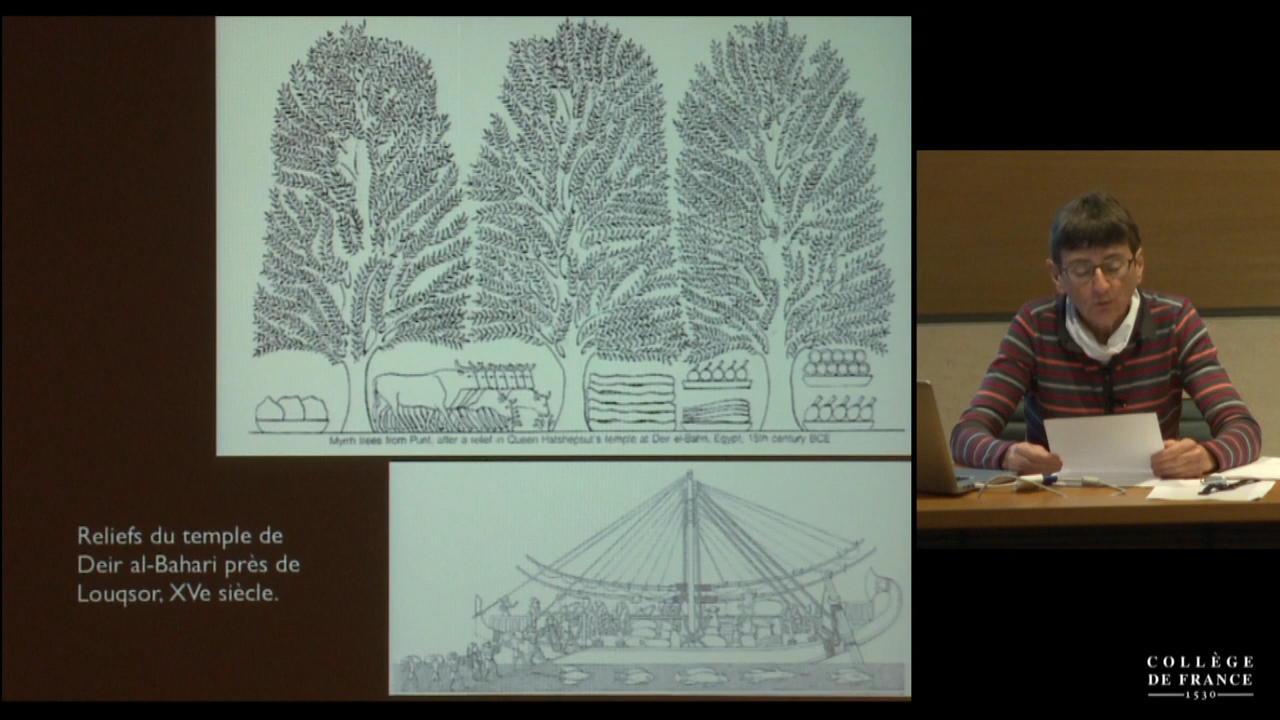 Myrrh trees from Punt, after a relief in Queen Hatshepsut's temple at Deir el-Bahri, Egypt, 15th century BCE
Reliefs du temple de
Deir al-Bahari près de
Louqsor, XVe siècle.
COLLÈGE
DE FRANCE
1530